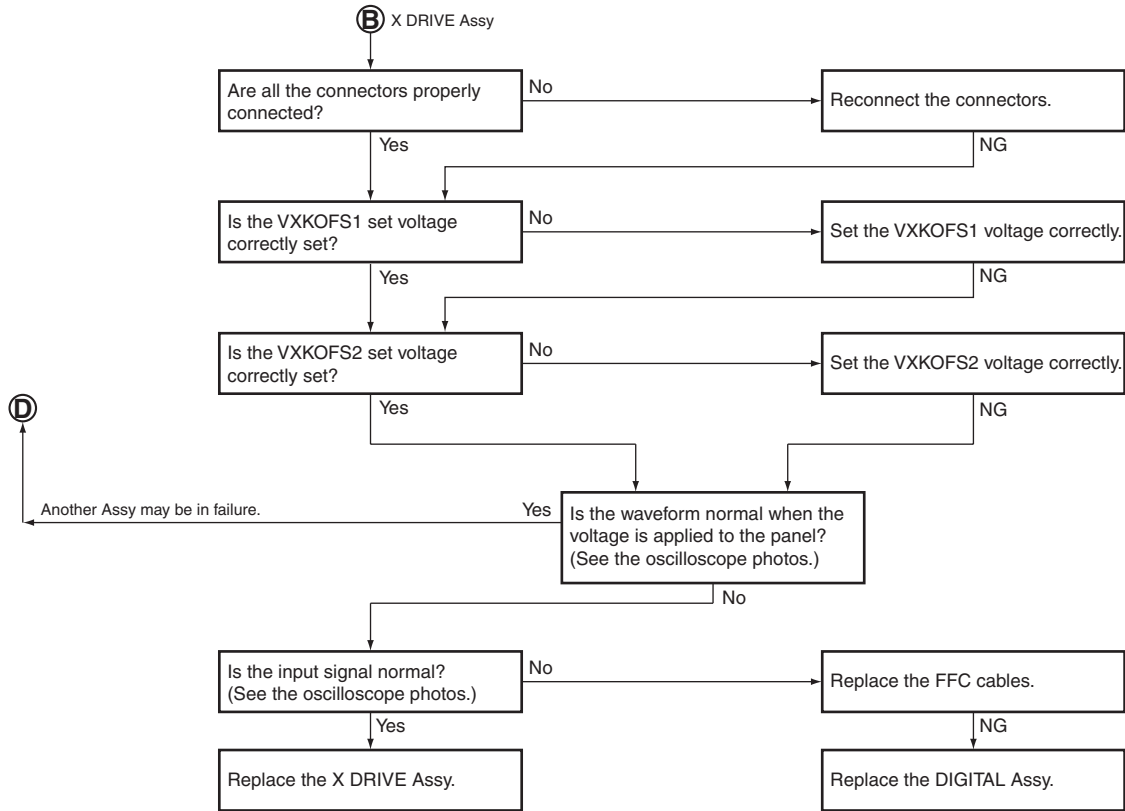 B X DRIVE Assy
Are all the connectors properly
connected?
No
Reconnect the connectors.
Yes
NG
Is the VXKOFS1 set voltage
correctly set?
No
Set the VXKOFS1 voltage correctly.
Yes
NG
Is the VXKOFS2 set voltage
correctly set?
No
Set the VXKOFS2 voltage correctly.
Yes
NG
D
Another Assy may be in failure.
Yes
Is the waveform normal when the
voltage is applied to the panel?
(See the oscilloscope photos.)
No
Is the input signal normal?
(See the oscilloscope photos.)
No
Replace the FFC cables.
Yes
NG
Replace the X DRIVE Assy.
Replace the DIGITAL Assy.